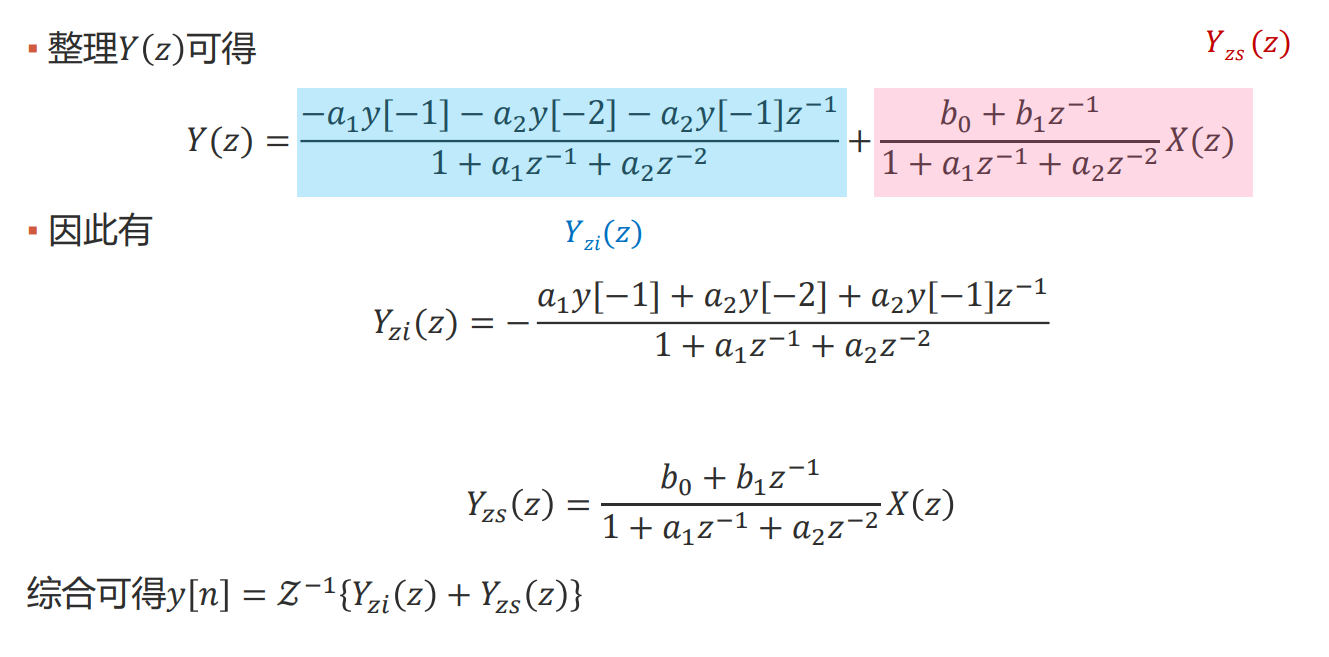 ▪ 整理Y(z)可得
Y_{zs}(z)
Y(z) = \frac{-a_1y[-1] - a_2y[-2] - a_2y[-1]z^{-1}}{1 + a_1z^{-1} + a_2z^{-2}} + \frac{b_0 + b_1z^{-1}}{1 + a_1z^{-1} + a_2z^{-2}}X(z)
▪ 因此有
Y_{zi}(z)
Y_{zi}(z) = -\frac{a_1y[-1] + a_2y[-2] + a_2y[-1]z^{-1}}{1 + a_1z^{-1} + a_2z^{-2}}
Y_{zs}(z) = \frac{b_0 + b_1z^{-1}}{1 + a_1z^{-1} + a_2z^{-2}}X(z)
综合可得y[n] = \mathcal{Z}^{-1}\{Y_{zi}(z) + Y_{zs}(z)\}